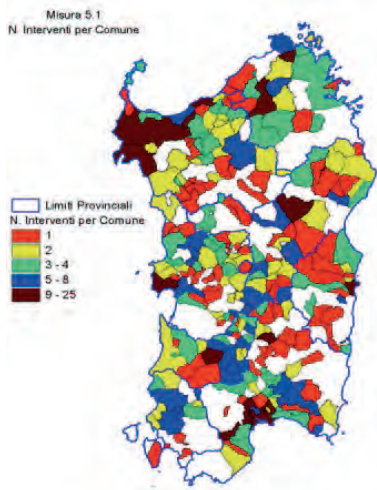 Misura 5.1
N. Interventi per Comune
Limiti Provinciali
N. Interventi per Comune
1
2
3 - 4
5 - 8
9 - 25